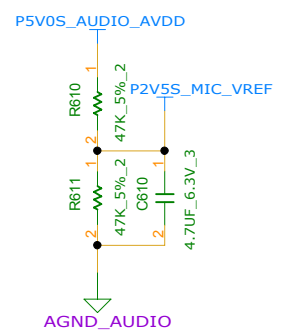 P5V0S_AUDIO_AVDD
1
R610
47K_5%_2
2
P2V5S_MIC_VREF
1
R611
47K_5%_2
2
1
C610
4.7UF_6.3V_3
2
AGND_AUDIO